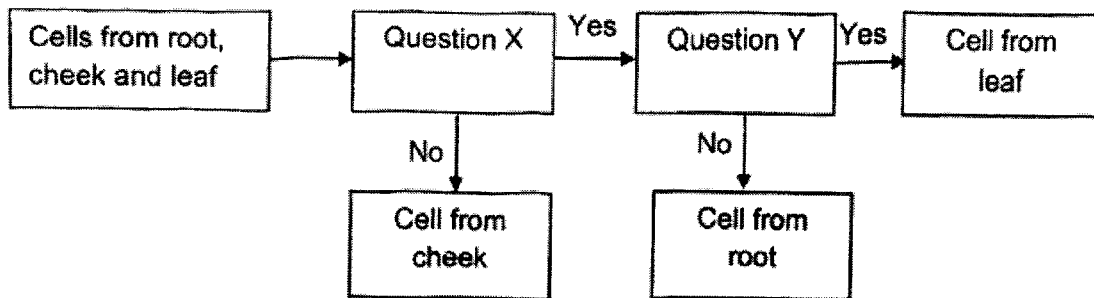 Cells from root,
cheek and leaf
Question X
Yes
Question Y
Yes
Cell from
leaf
No
No
Cell from
cheek
Cell from
root